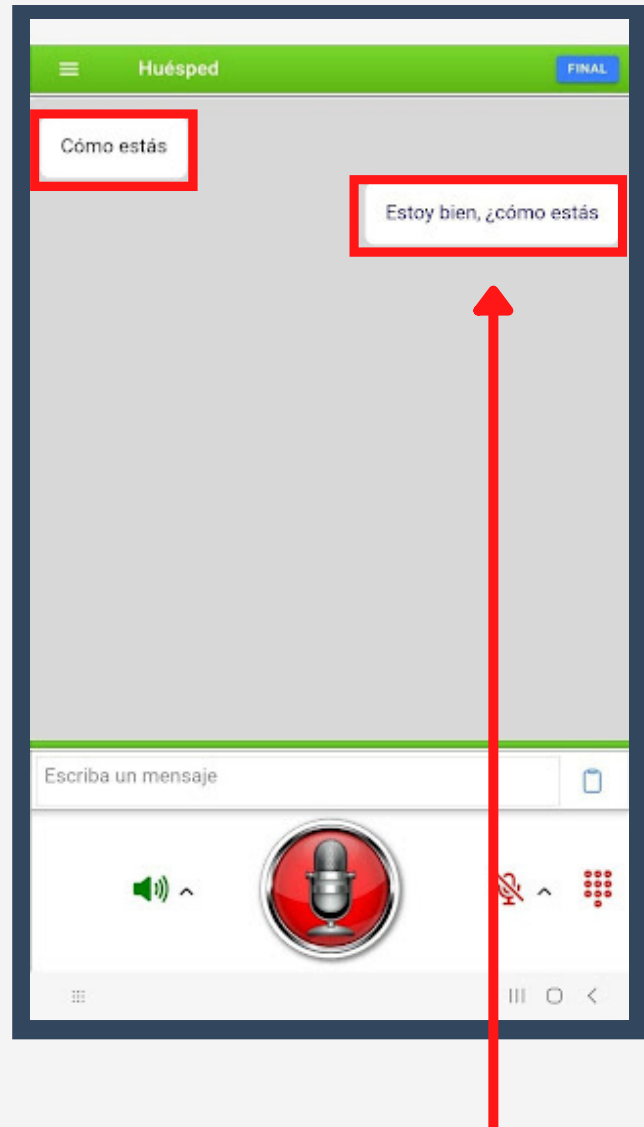 Huésped
FINAL
Cómo estás
Estoy bien, ¿cómo estás
Escriba un mensaje